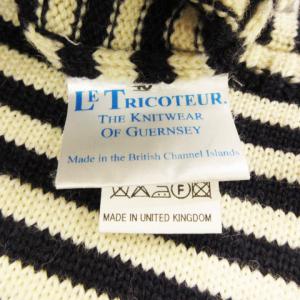 LE TRICOTEUR.
THE KNITWEAR
OF GUERNSEY
Made in the British Channel Islands
F
MADE IN UNITED KINGDOM